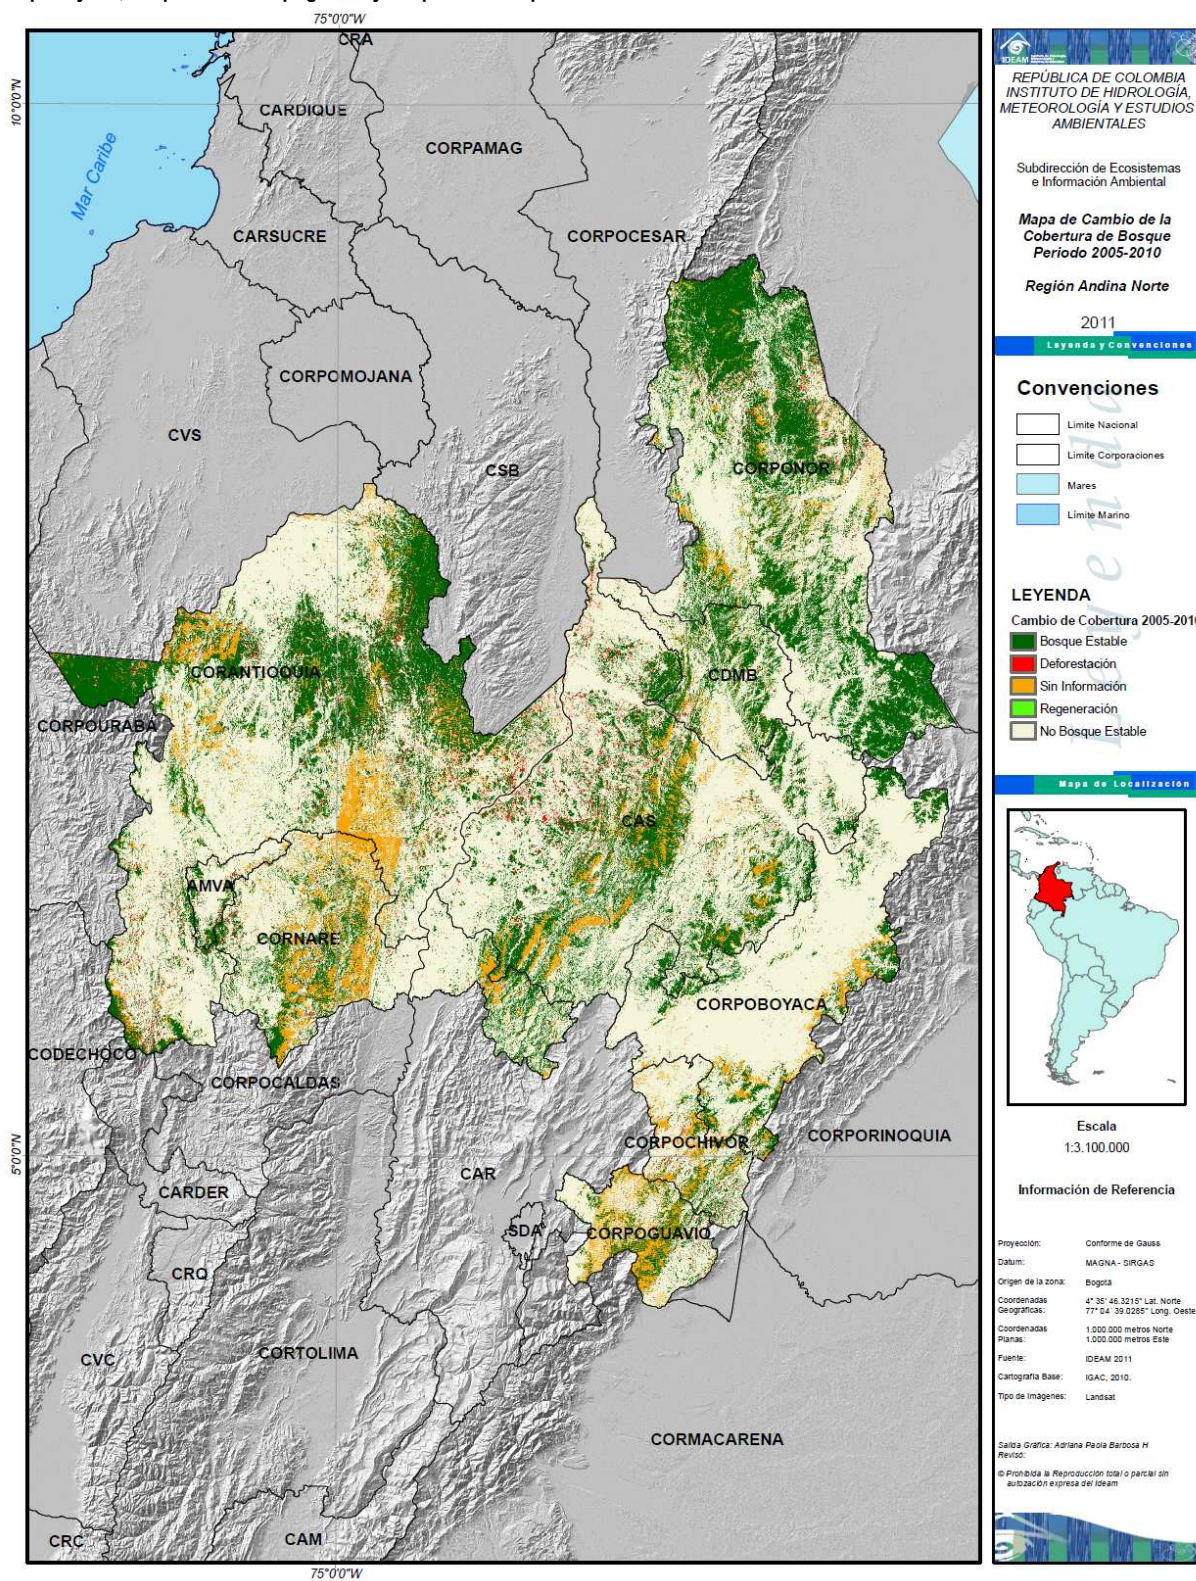 75°0'0"W
10°0'0"N
5°0'0"N
75°0'0"W
CRA
CARDIQUE
CORPAMAG
Mar Caribe
CARSUCRE
CORPOCESAR
CORPOMOJANA
CVS
CSB
CORPONOR
CORANTIOQUIA
CDMB
CORPOURABA
CAS
AMVA
CORNARE
CORPOBOYACA
CODECHOCO
CORPOCALDAS
CORPOCHIVOR
CORPORINOQUIA
CAR
CARDER
SDA
CORPOGUAVIO
CRQ
CVC
CORTOLIMA
CORMACARENA
CRC
CAM
IDEAM
REPÚBLICA DE COLOMBIA
INSTITUTO DE HIDROLOGÍA,
METEOROLOGÍA Y ESTUDIOS
AMBIENTALES
Subdirección de Ecosistemas
e Información Ambiental
Mapa de Cambio de la
Cobertura de Bosque
Periodo 2005-2010
Región Andina Norte
2011
Leyenda y Convenciones
Convenciones
Limite Nacional
Limite Corporaciones
Mares
Límite Marino
Leyenda
LEYENDA
Cambio de Cobertura 2005-2010
Bosque Estable
Deforestación
Sin Información
Regeneración
No Bosque Estable
Mapa de Localización
Escala
1:3.100.000
Información de Referencia
Proyección: Conforme de Gauss
Datum: MAGNA - SIRGAS
Origen de la zona: Bogotá
Coordenadas Geográficas: 4° 35' 46.3215" Lat. Norte
77° 04' 39.0285" Long. Oeste
Coordenadas Planas: 1.000.000 metros Norte
1.000.000 metros Este
Fuente: IDEAM 2011
Cartografía Base: IGAC, 2010.
Tipo de Imágenes: Landsat
Salida Gráfica: Adriana Paola Barbosa H
Revisó:
© Prohibida la Reproducción total o parcial sin
autozación expresa del Ideam